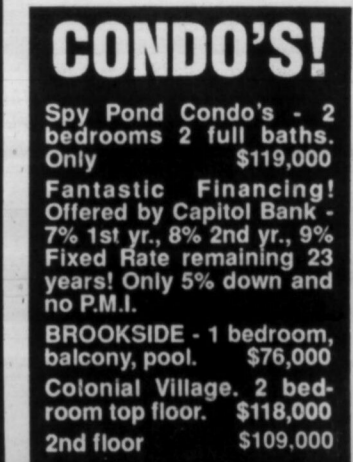 CONDO'S!
Spy Pond Condo's - 2
bedrooms 2 full baths.
Only $119,000
Fantastic Financing!
Offered by Capitol Bank -
7% 1st yr., 8% 2nd yr., 9%
Fixed Rate remaining 23
years! Only 5% down and
no P.M.I.
BROOKSIDE - 1 bedroom,
balcony, pool. $76,000
Colonial Village. 2 bed-
room top floor. $118,000
2nd floor $109,000